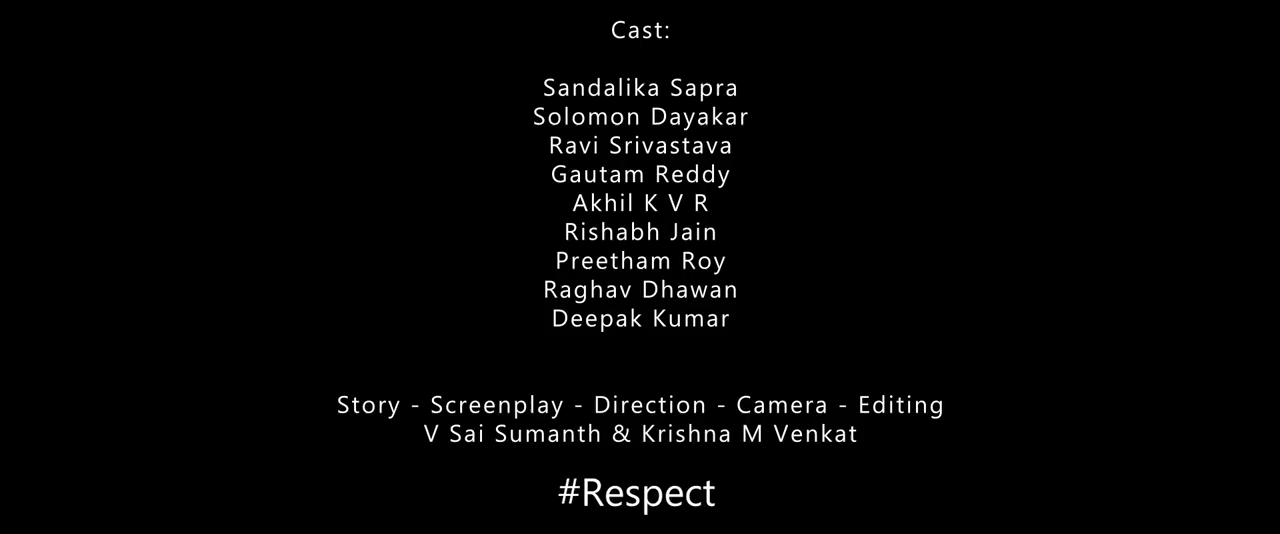 Cast:
Sandalika Sapra
Solomon Dayakar
Ravi Srivastava
Gautam Reddy
Akhil K V R
Rishabh Jain
Preetham Roy
Raghav Dhawan
Deepak Kumar
Story - Screenplay - Direction - Camera - Editing
V Sai Sumanth & Krishna M Venkat
#Respect